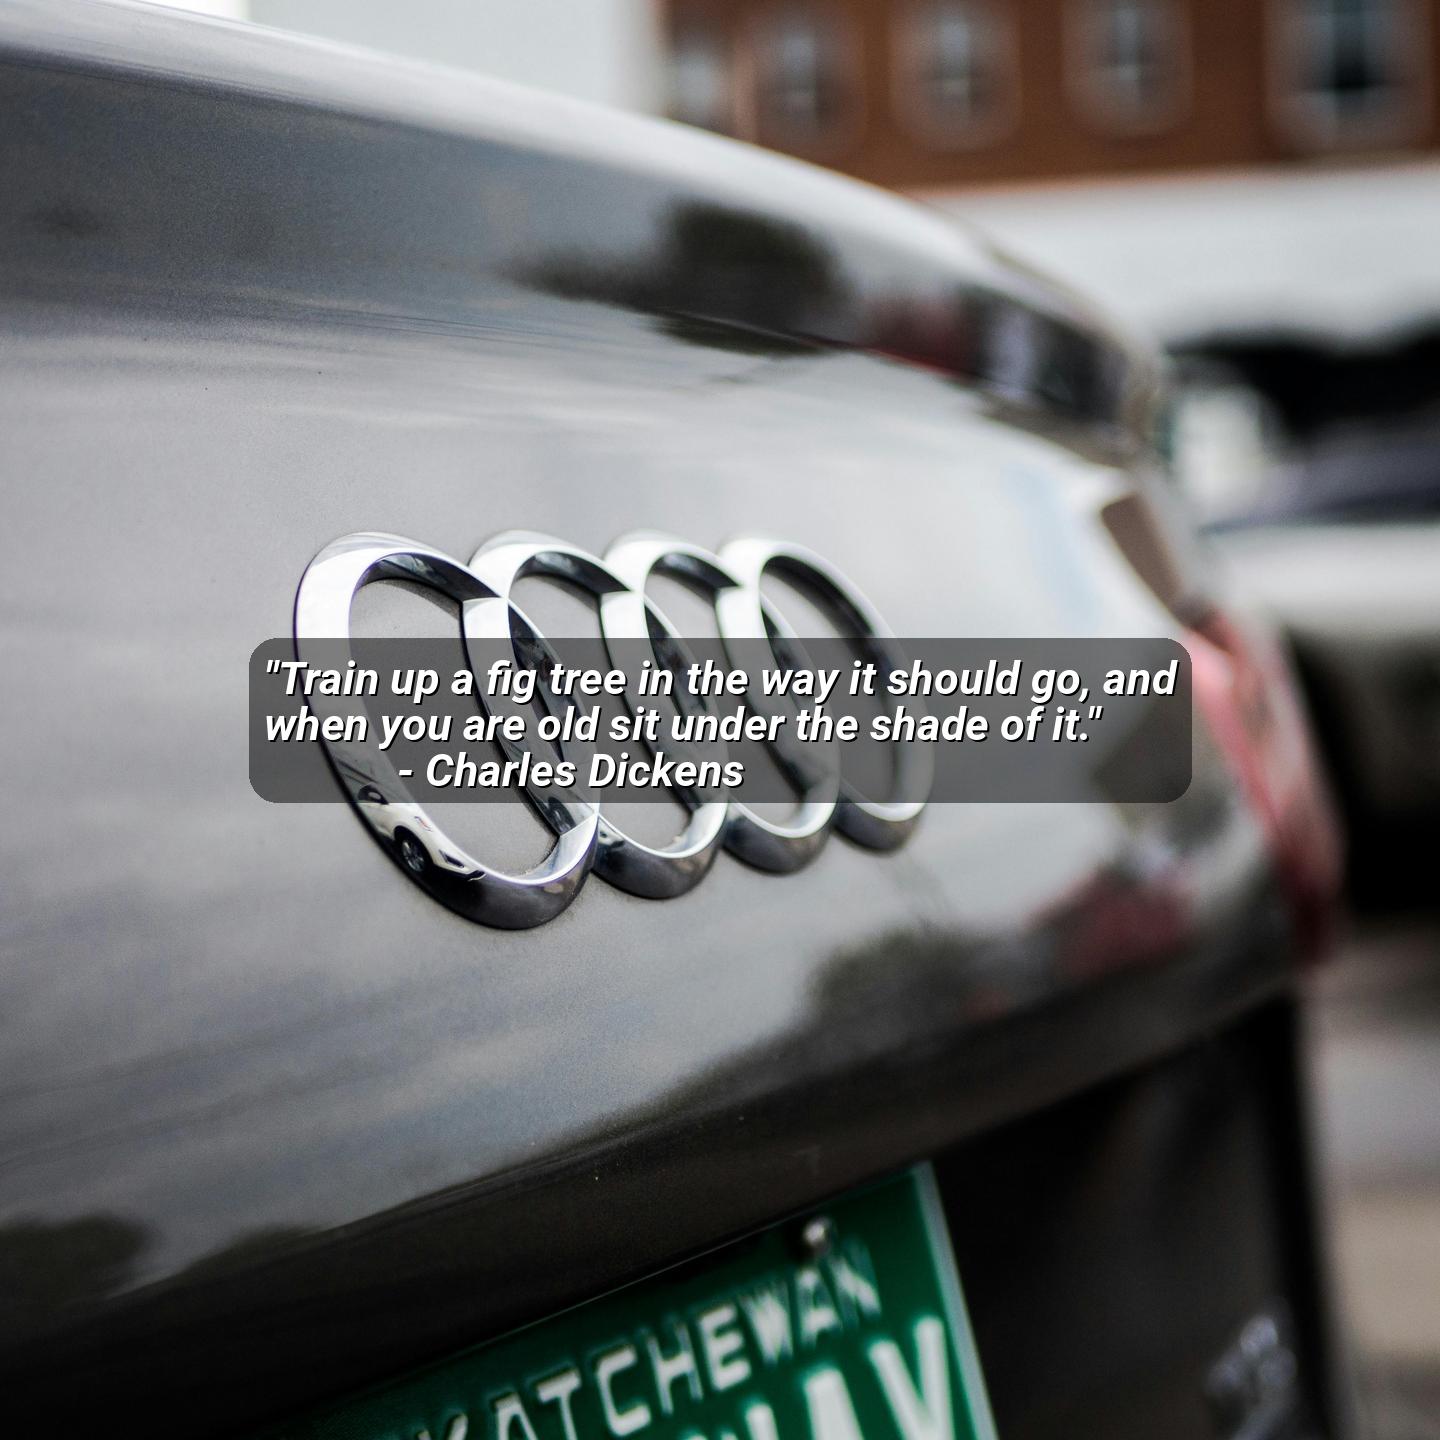 "Train up a fig tree in the way it should go, and
when you are old sit under the shade of it."
- Charles Dickens
KATCHEWAN